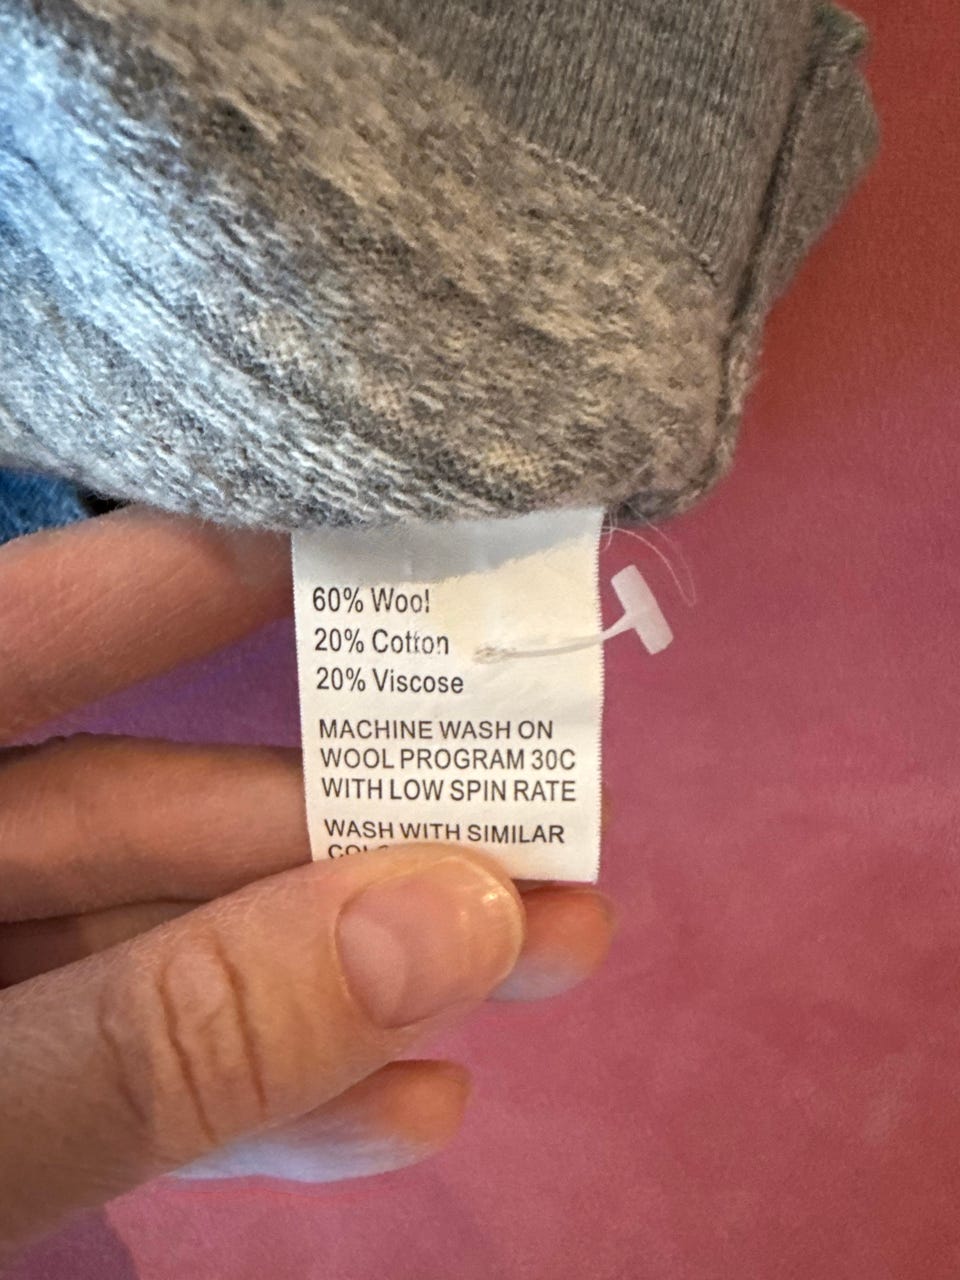 60% Wool
20% Cotton
20% Viscose
MACHINE WASH ON
WOOL PROGRAM 30C
WITH LOW SPIN RATE
WASH WITH SIMILAR